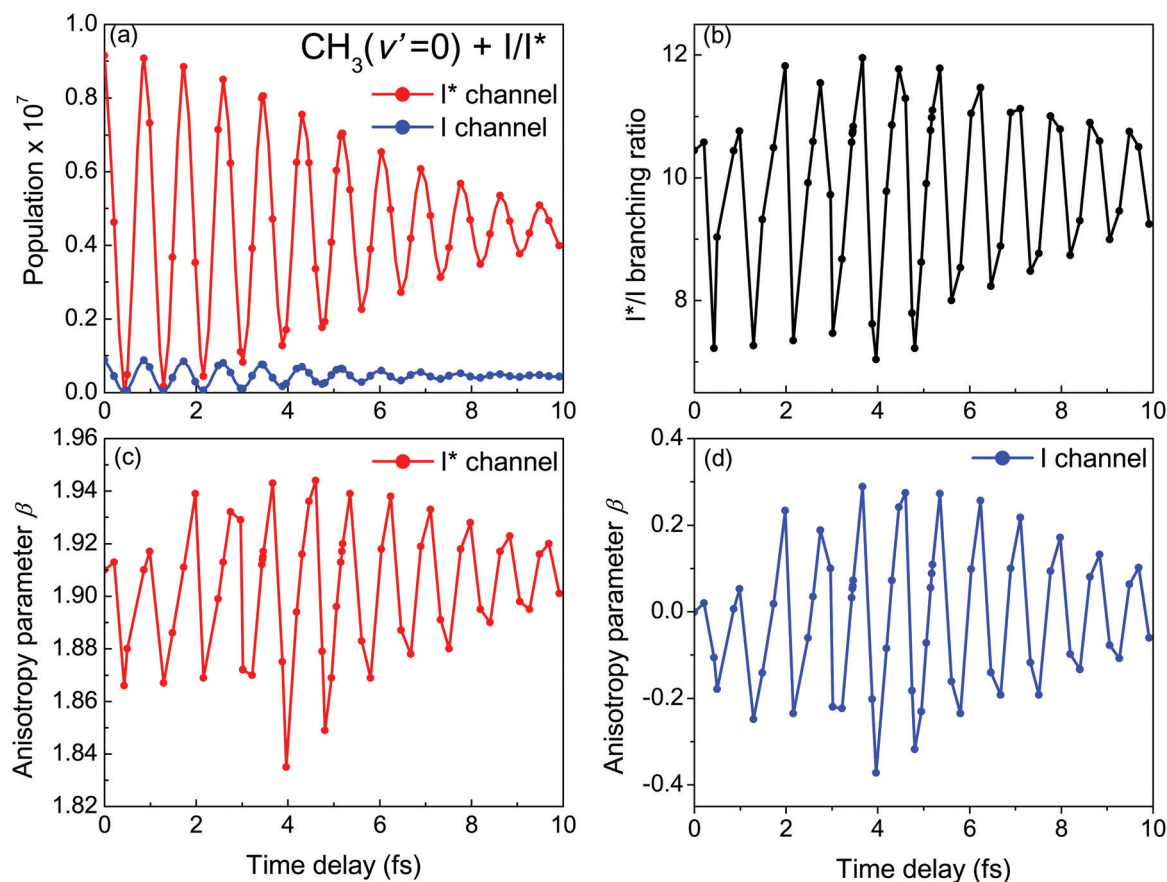 (a)
CH₃(v'=0) + I/I*
I* channel
I channel
Population x 10⁷
1.0
0.8
0.6
0.4
0.2
0.0
0 2 4 6 8 10
(b)
I*/I branching ratio
12
10
8
0 2 4 6 8 10
(c)
I* channel
Anisotropy parameter β
1.96
1.94
1.92
1.90
1.88
1.86
1.84
1.82
0 2 4 6 8 10
Time delay (fs)
(d)
I channel
Anisotropy parameter β
0.4
0.2
0.0
-0.2
-0.4
0 2 4 6 8 10
Time delay (fs)